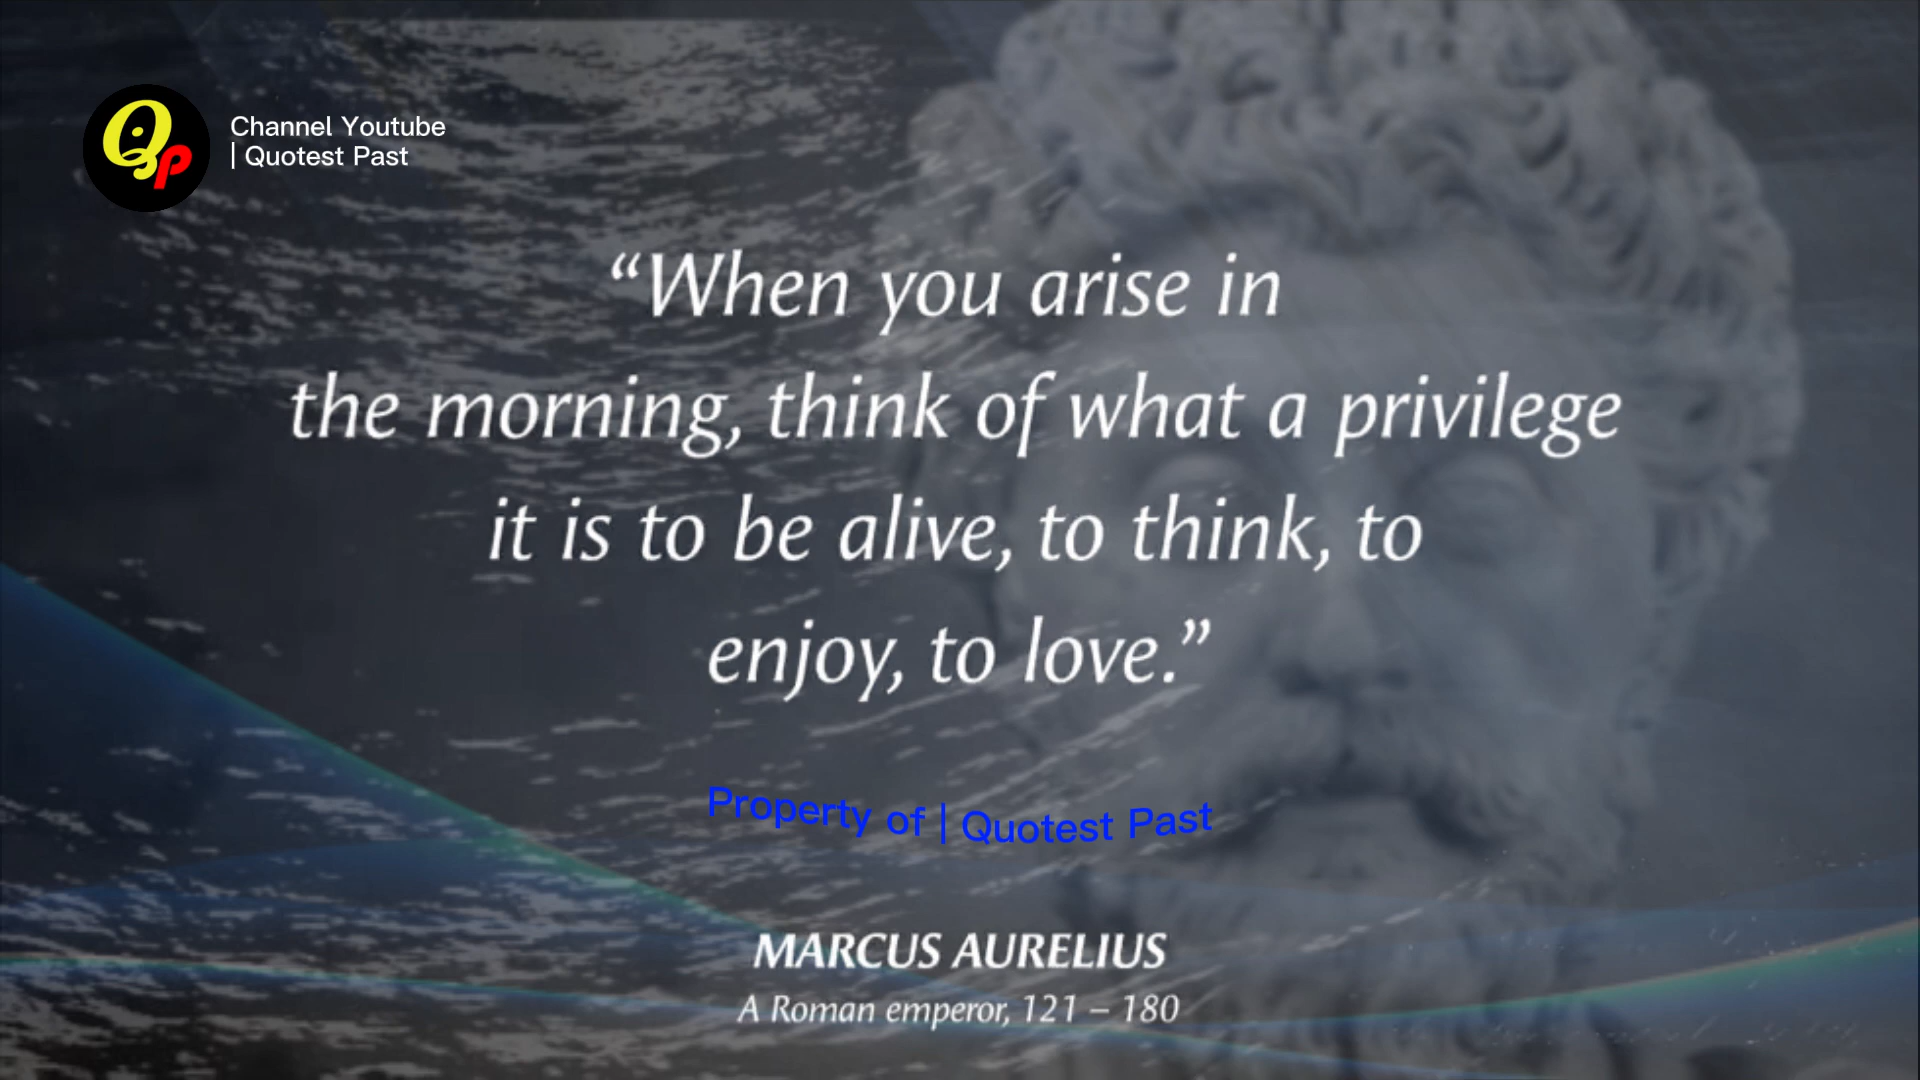 Qp
Channel Youtube
| Quotest Past
“When you arise in
the morning, think of what a privilege
it is to be alive, to think, to
enjoy, to love.”
Property of | Quotest Past
MARCUS AURELIUS
A Roman emperor, 121 – 180